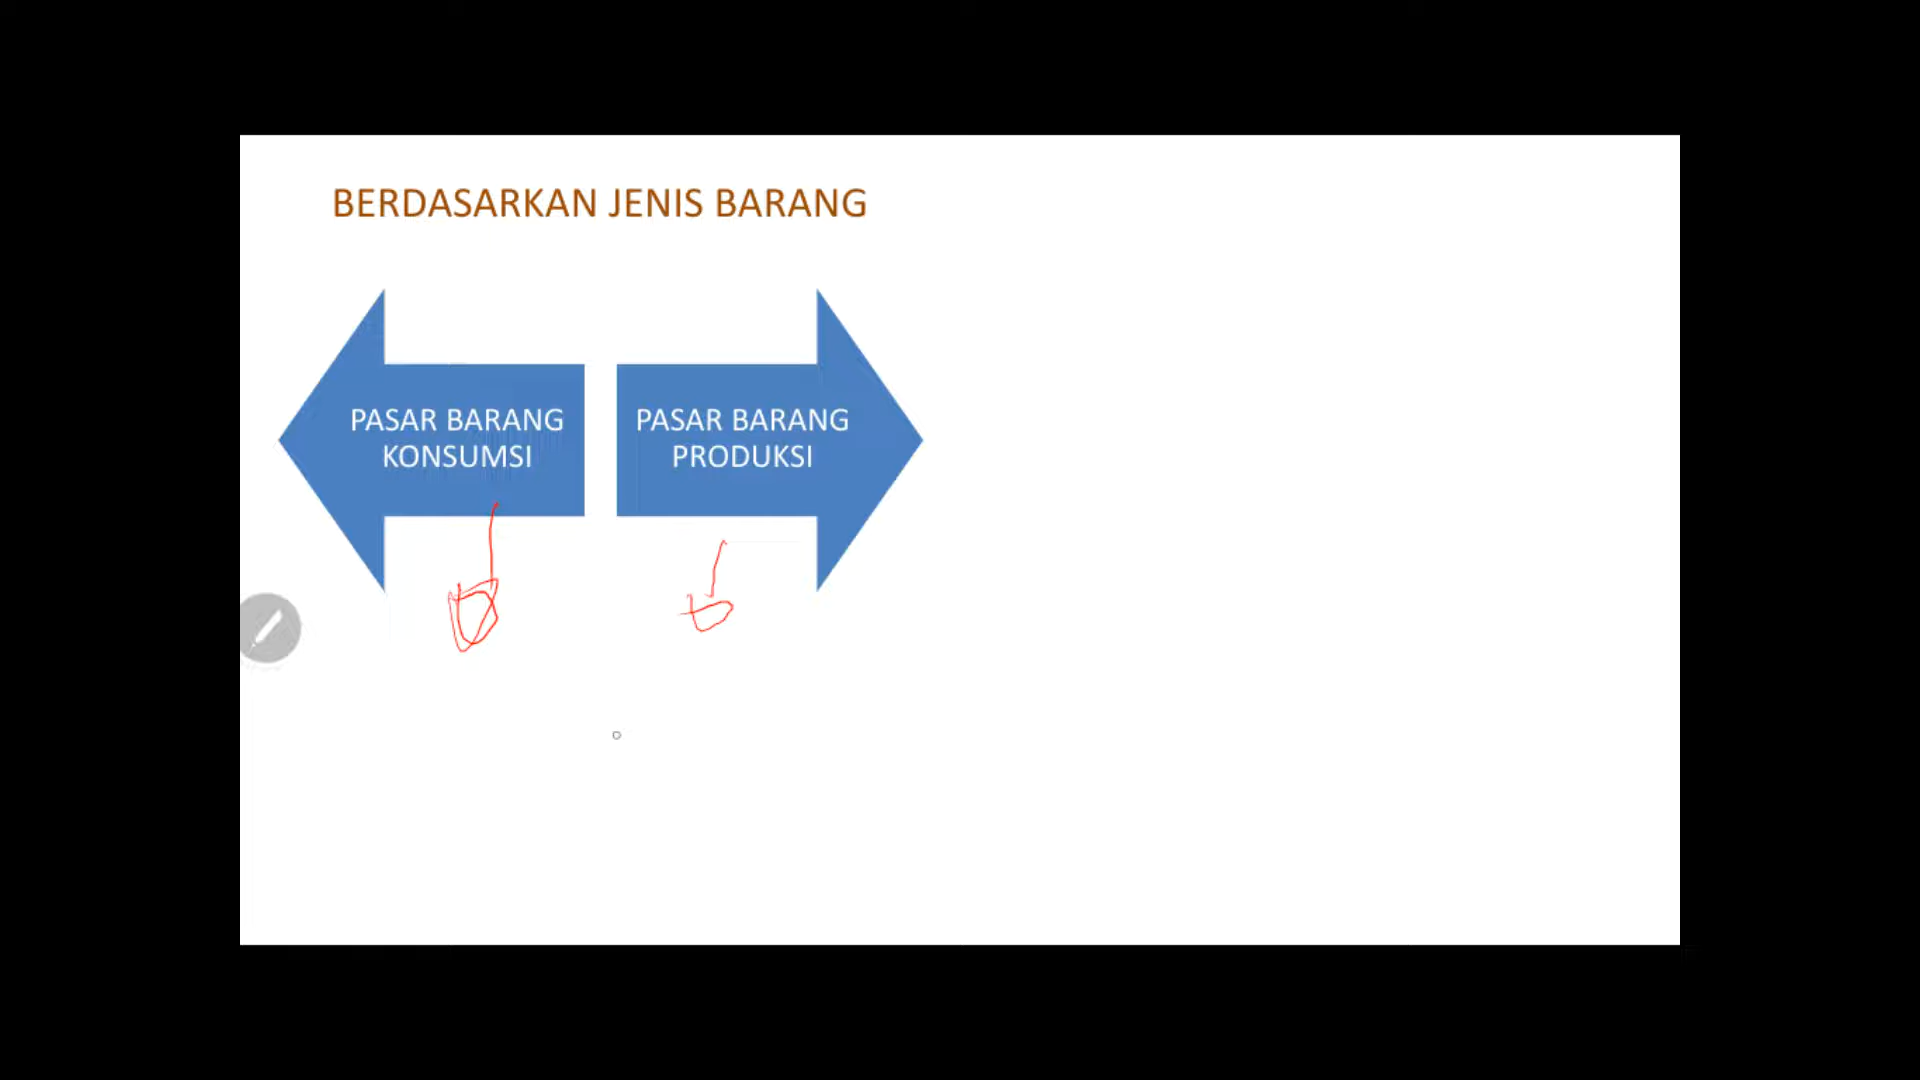 BERDASARKAN JENIS BARANG
PASAR BARANG
KONSUMSI
PASAR BARANG
PRODUKSI